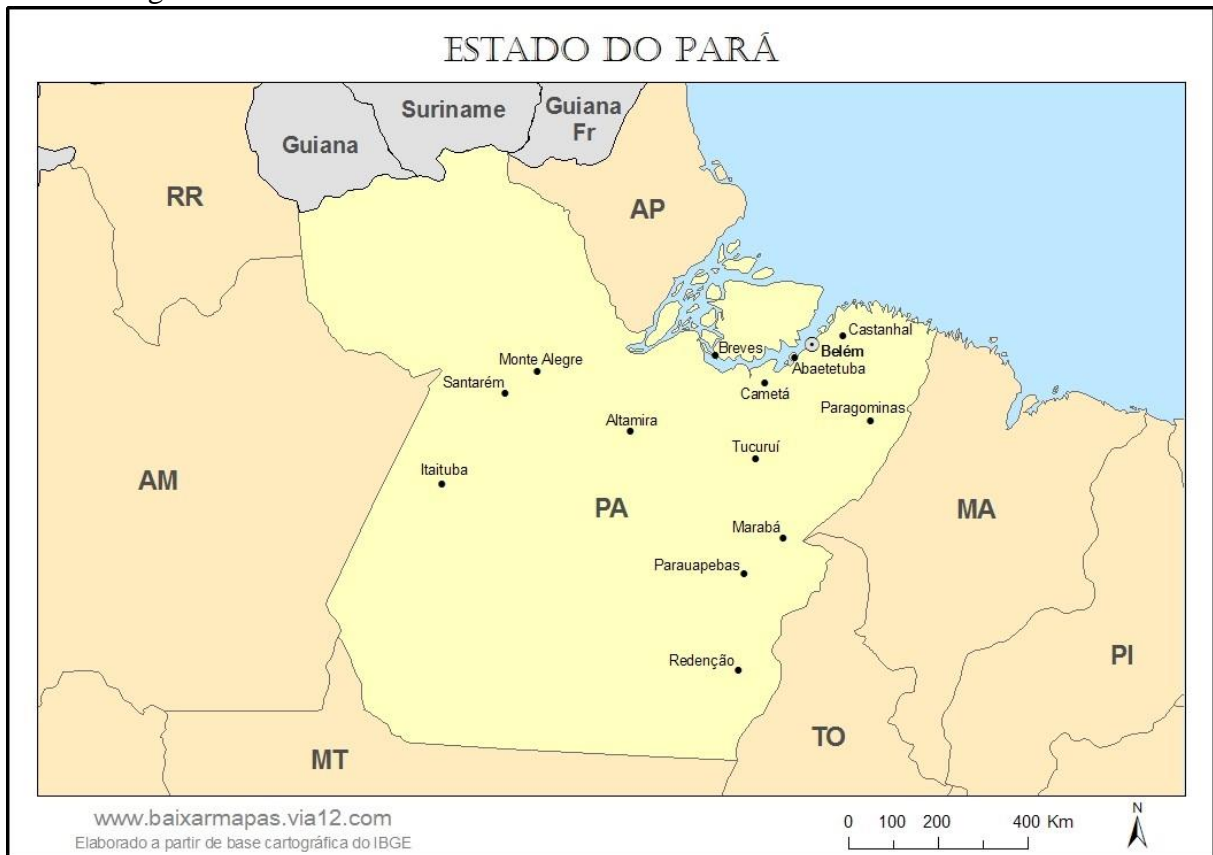 ESTADO DO PARÁ
Suriname
Guiana
Fr
Guiana
RR
AP
Castanhal
Breves
Belém
Abaetetuba
Monte Alegre
Santarém
Cametá
Paragominas
Altamira
Tucuruí
Itaituba
AM
PA
MA
Marabá
Parauapebas
Redenção
PI
TO
MT
www.baixarmapas.via12.com
Elaborado a partir de base cartográfica do IBGE
0 100 200 400 Km
N